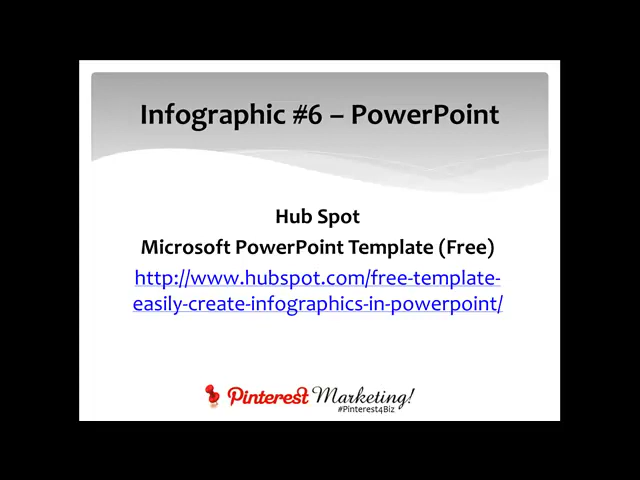 Infographic #6 – PowerPoint
Hub Spot
Microsoft PowerPoint Template (Free)
http://www.hubspot.com/free-template-
easily-create-infographics-in-powerpoint/
Pinterest Marketing!
#Pinterest4Biz